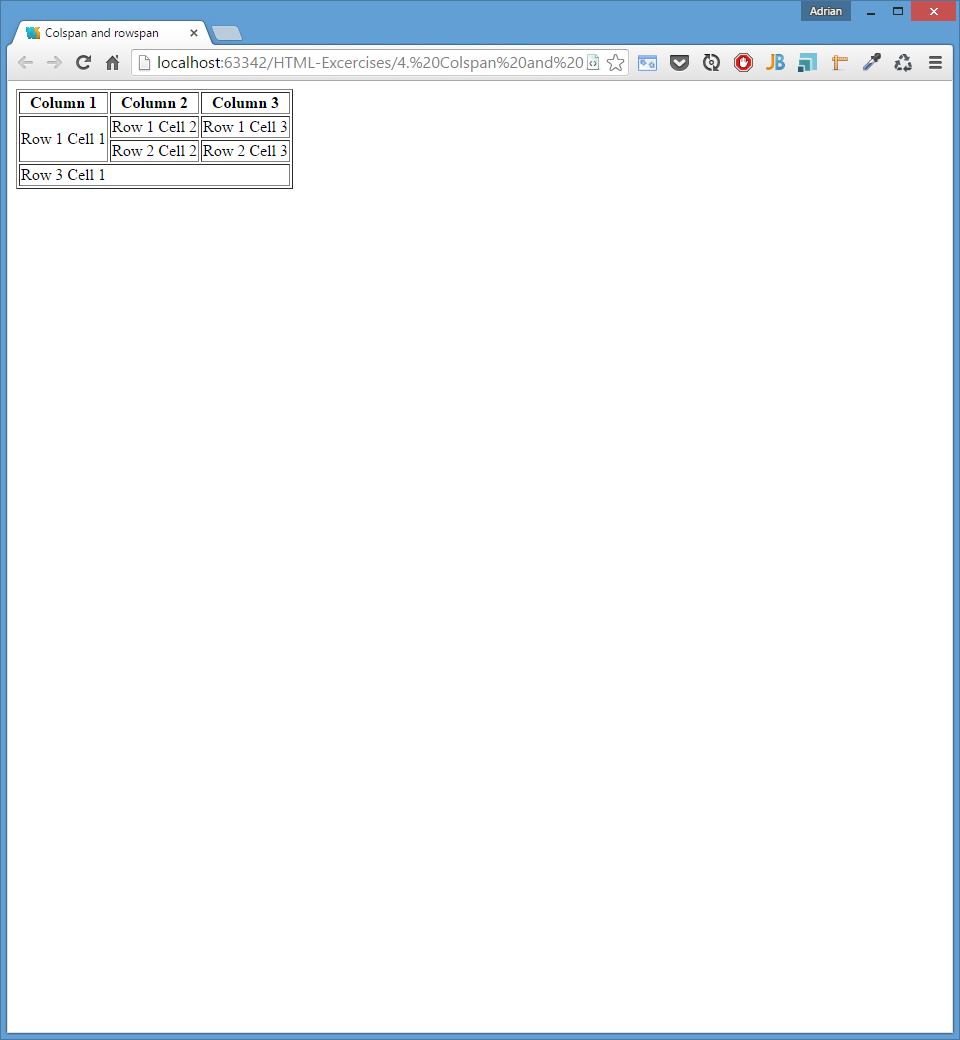 Adrian
Colspan and rowspan
localhost:63342/HTML-Excercises/4.%20Colspan%20and%20
JB
Column 1 Column 2 Column 3
Row 1 Cell 1 Row 1 Cell 2 Row 1 Cell 3
Row 2 Cell 2 Row 2 Cell 3
Row 3 Cell 1